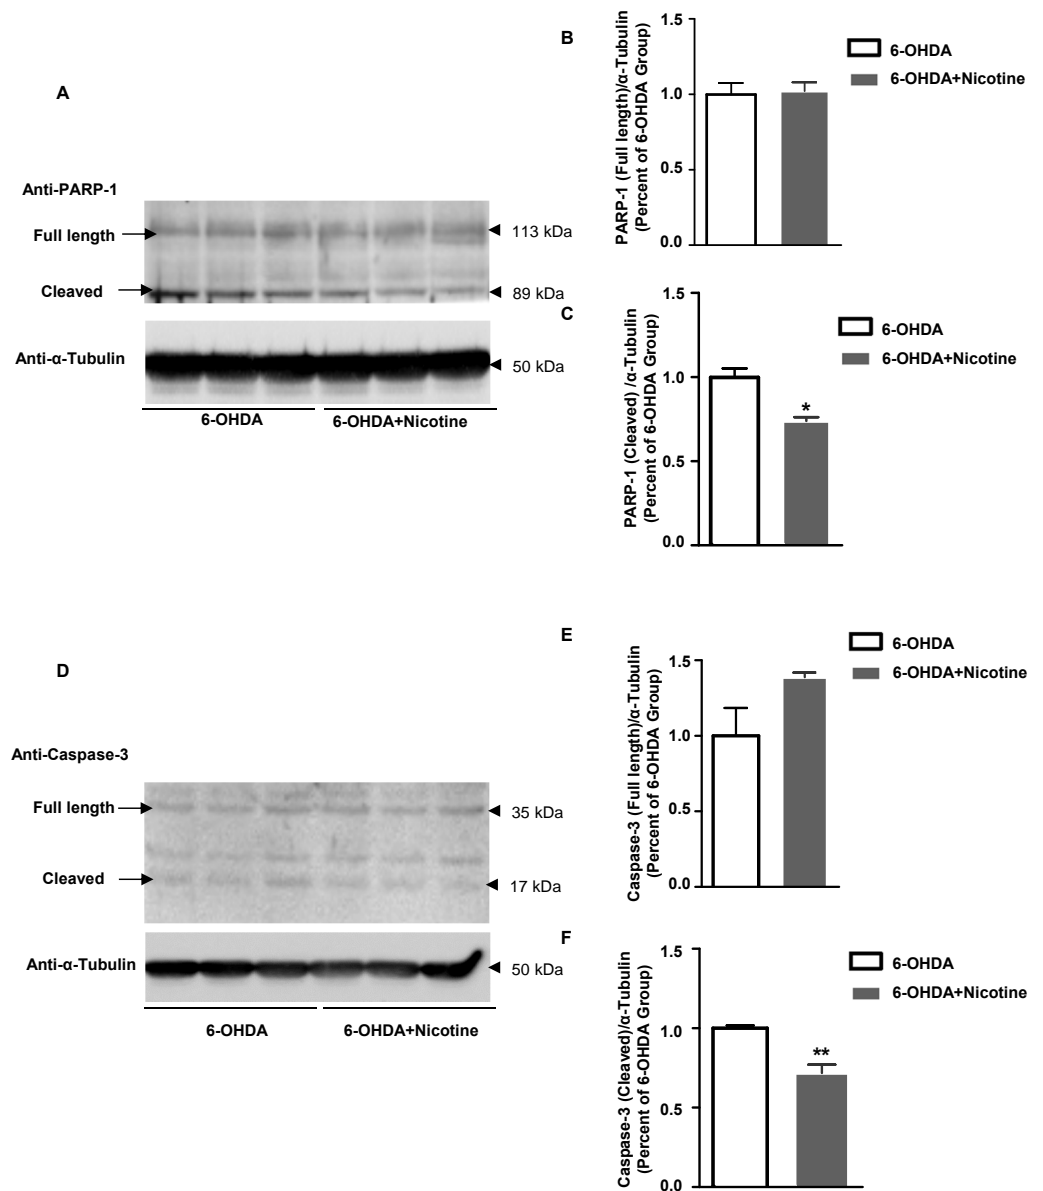 A
Anti-PARP-1
Full length
113 kDa
Cleaved
89 kDa
Anti-α-Tubulin
50 kDa
6-OHDA
6-OHDA+Nicotine
B
PARP-1 (Full length)/α-Tubulin
(Percent of 6-OHDA Group)
1.5
1.0
0.5
0.0
6-OHDA
6-OHDA+Nicotine
C
PARP-1 (Cleaved) /α-Tubulin
(Percent of 6-OHDA Group)
1.5
1.0
0.5
0.0
*
6-OHDA
6-OHDA+Nicotine
D
Anti-Caspase-3
Full length
35 kDa
Cleaved
17 kDa
Anti-α-Tubulin
50 kDa
6-OHDA
6-OHDA+Nicotine
E
Caspase-3 (Full length)/α-Tubulin
(Percent of 6-OHDA Group)
1.5
1.0
0.5
0.0
6-OHDA
6-OHDA+Nicotine
F
Caspase-3 (Cleaved)/α-Tubulin
(Percent of 6-OHDA Group)
1.5
1.0
0.5
0.0
**
6-OHDA
6-OHDA+Nicotine